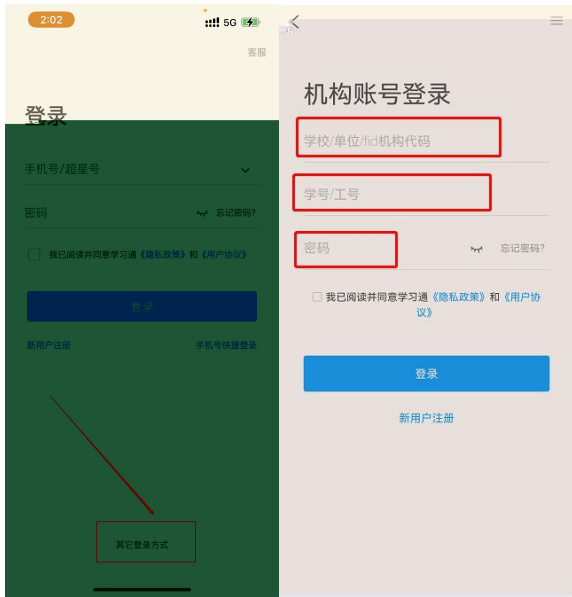 2:02
5G
客服
登录
手机号/超星号
密码
忘记密码?
我已阅读并同意学习通《隐私政策》和《用户协议》
登录
新用户注册
手机号快捷登录
其它登录方式
机构账号登录
学校/单位/fid机构代码
学号/工号
密码
忘记密码?
我已阅读并同意学习通《隐私政策》和《用户协
议》
登录
新用户注册